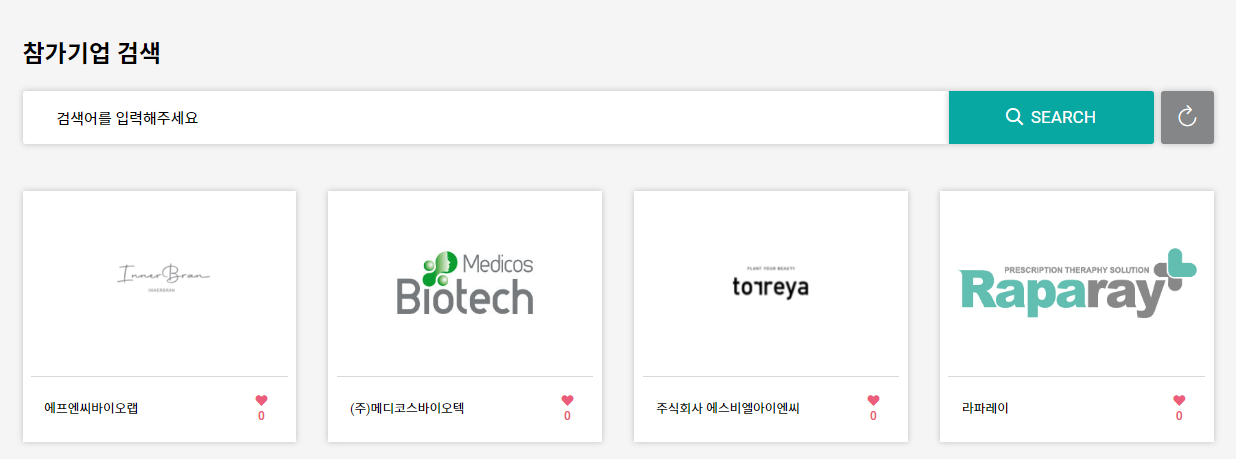 참가기업 검색
검색어를 입력해주세요
SEARCH
InnerBran
INNERBRAN
Medicos
Biotech
PLANT YOUR BEAUTY
torreya
PRESCRIPTION THERAPHY SOLUTION
Raparay
에프엔씨바이오랩
0
(주)메디코스바이오텍
0
주식회사 에스비엘아이엔씨
0
라파레이
0